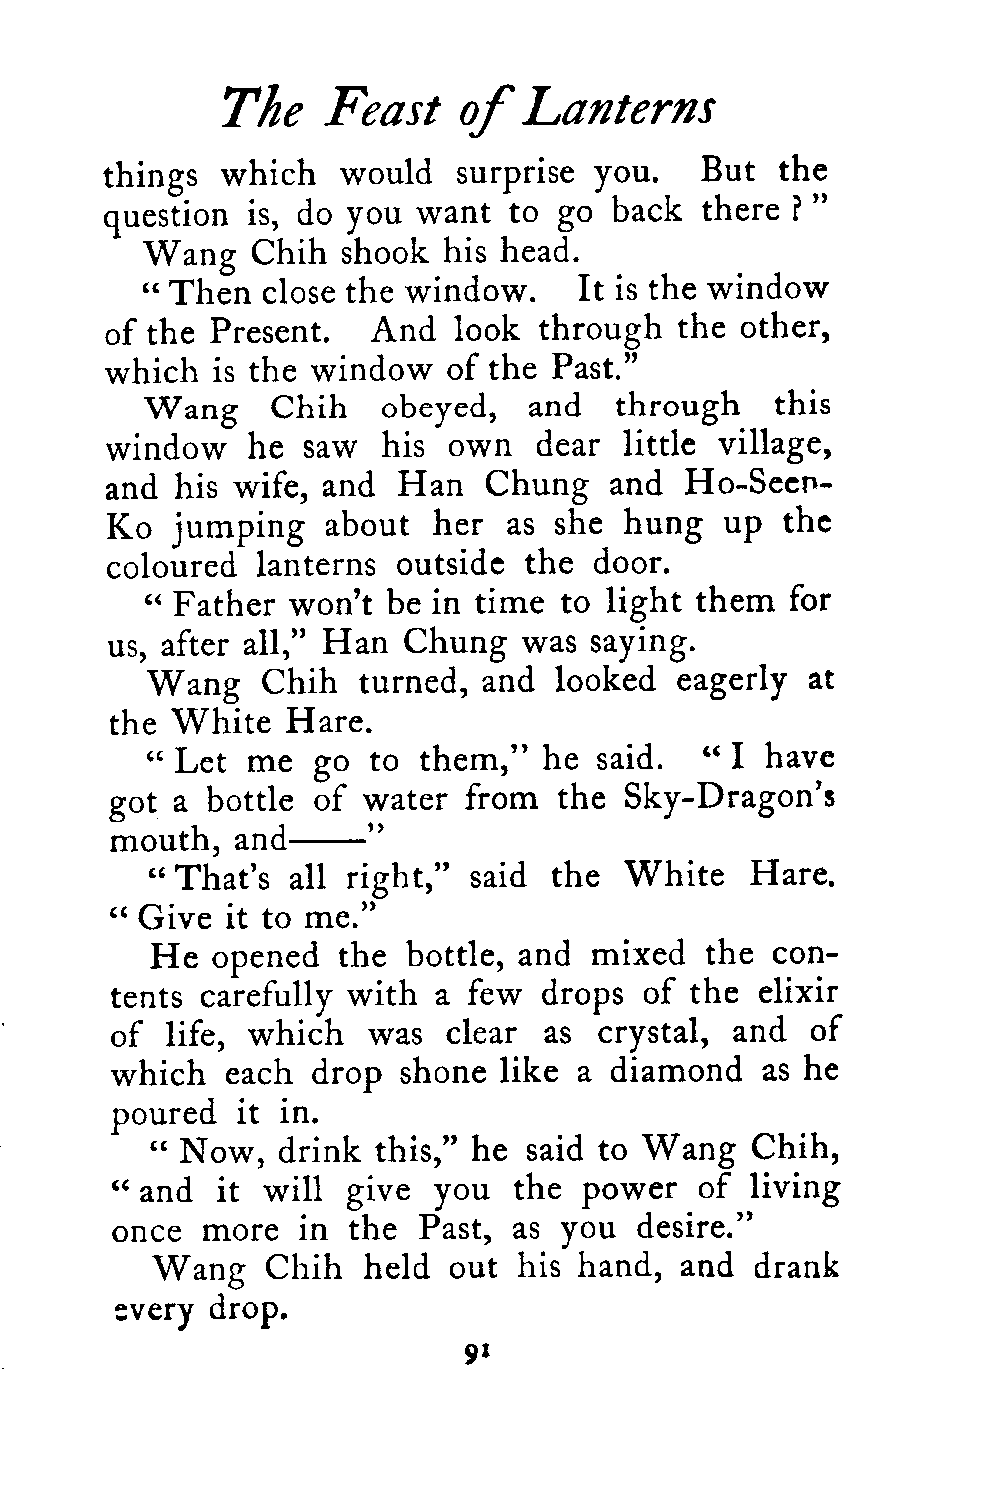 The Feast of Lanterns
things which would surprise you. But the
question is, do you want to go back there ? "
Wang Chih shook his head.
" Then close the window. It is the window
of the Present. And look through the other,
which is the window of the Past."
Wang Chih obeyed, and through this
window he saw his own dear little village,
and his wife, and Han Chung and Ho-Seen-
Ko jumping about her as she hung up the
coloured lanterns outside the door.
" Father won't be in time to light them for
us, after all," Han Chung was saying.
Wang Chih turned, and looked eagerly at
the White Hare.
" Let me go to them," he said. " I have
got a bottle of water from the Sky-Dragon's
mouth, and——"
" That's all right," said the White Hare.
" Give it to me."
He opened the bottle, and mixed the con-
tents carefully with a few drops of the elixir
of life, which was clear as crystal, and of
which each drop shone like a diamond as he
poured it in.
" Now, drink this," he said to Wang Chih,
" and it will give you the power of living
once more in the Past, as you desire."
Wang Chih held out his hand, and drank
every drop.
91